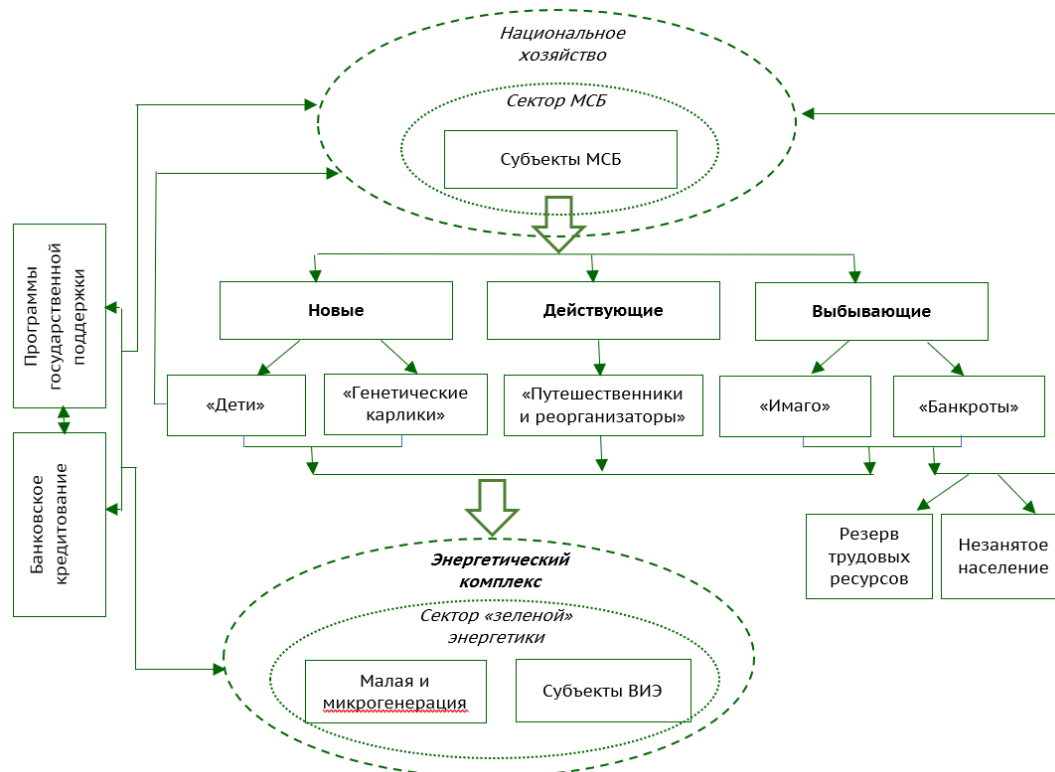 Национальное
хозяйство
Сектор МСБ
Субъекты МСБ
Программы
государственной
поддержки
Банковское
кредитование
Новые
Действующие
Выбывающие
«Дети»
«Генетические
карлики»
«Путешественники
и реорганизаторы»
«Имаго»
«Банкроты»
Резерв
трудовых
ресурсов
Незанятое
население
Энергетический
комплекс
Сектор «зеленой»
энергетики
Малая и
микрогенерация
Субъекты ВИЭ